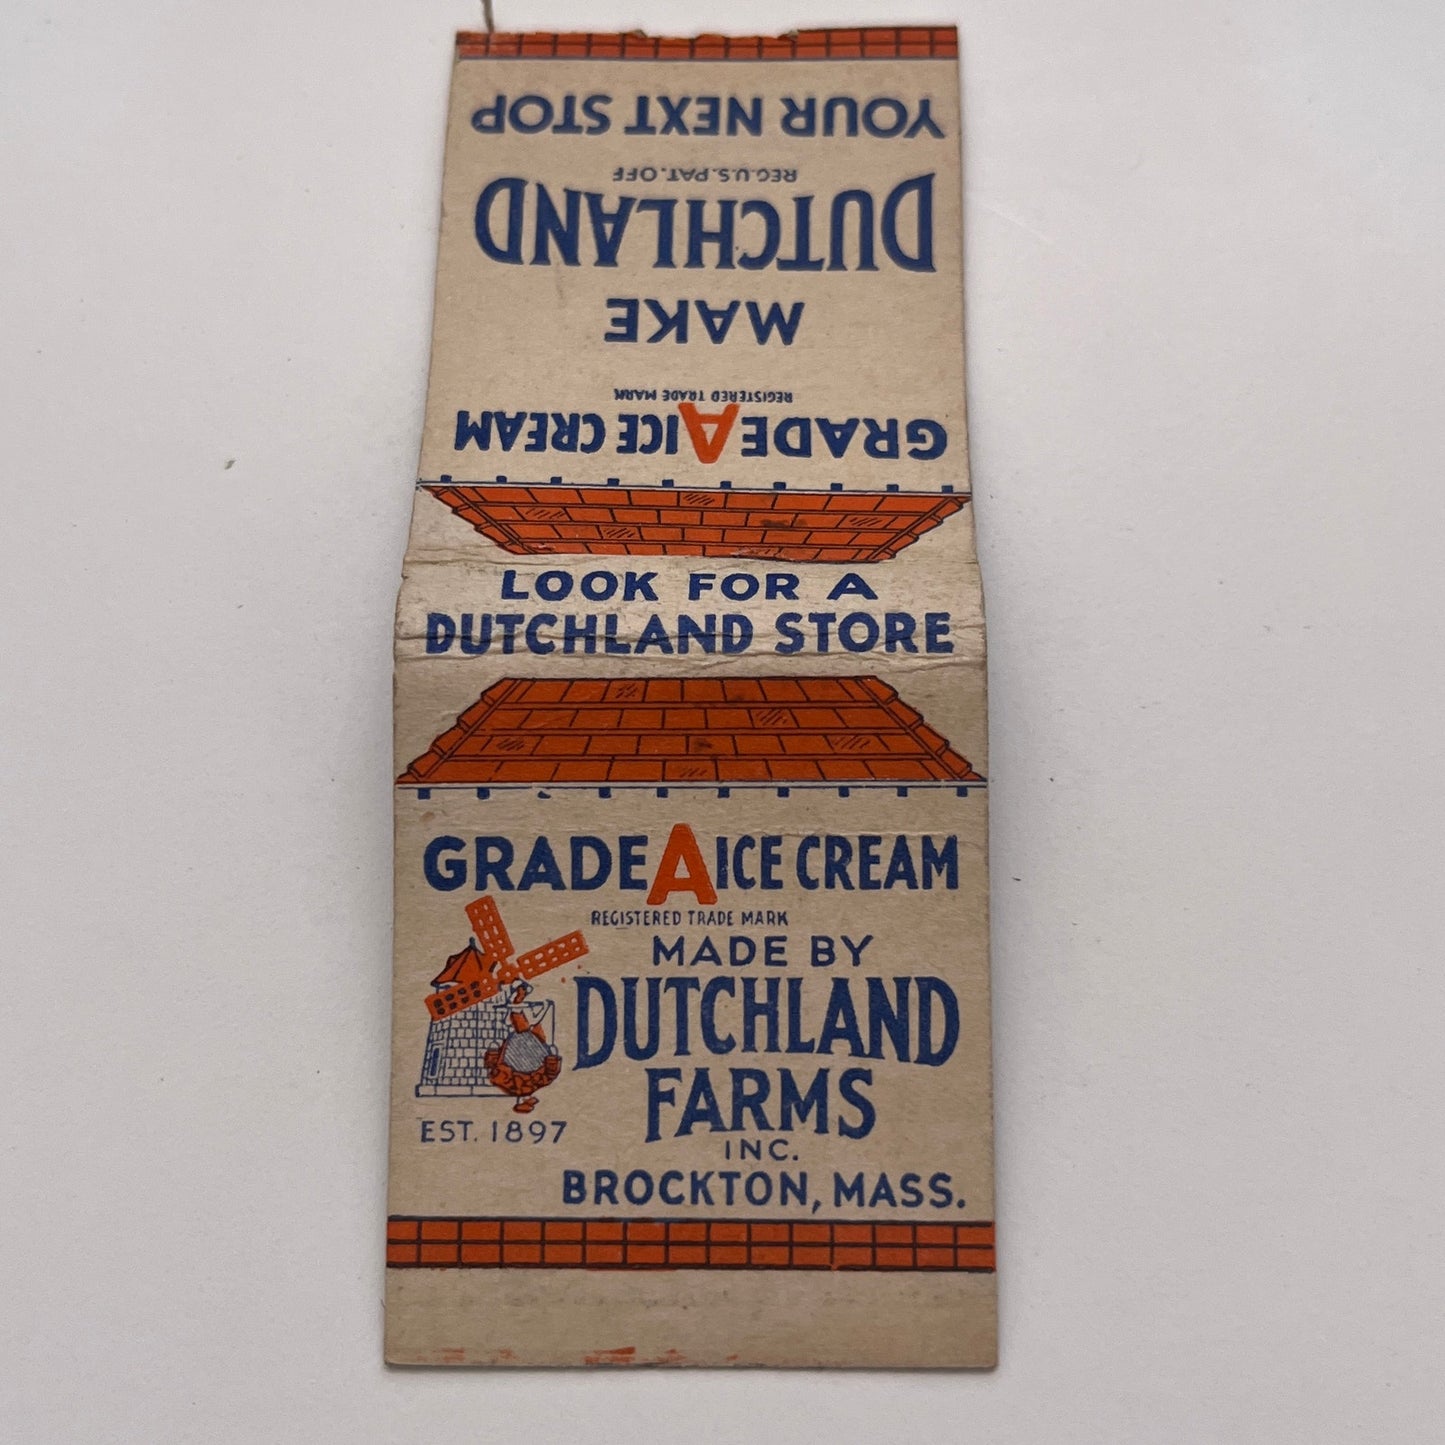 GRADE A ICE CREAM
REGISTERED TRADE MARK
MAKE
DUTCHLAND
REG.U.S.PAT.OFF
YOUR NEXT STOP
LOOK FOR A
DUTCHLAND STORE
GRADE A ICE CREAM
REGISTERED TRADE MARK
MADE BY
DUTCHLAND
FARMS
INC.
EST. 1897
BROCKTON, MASS.